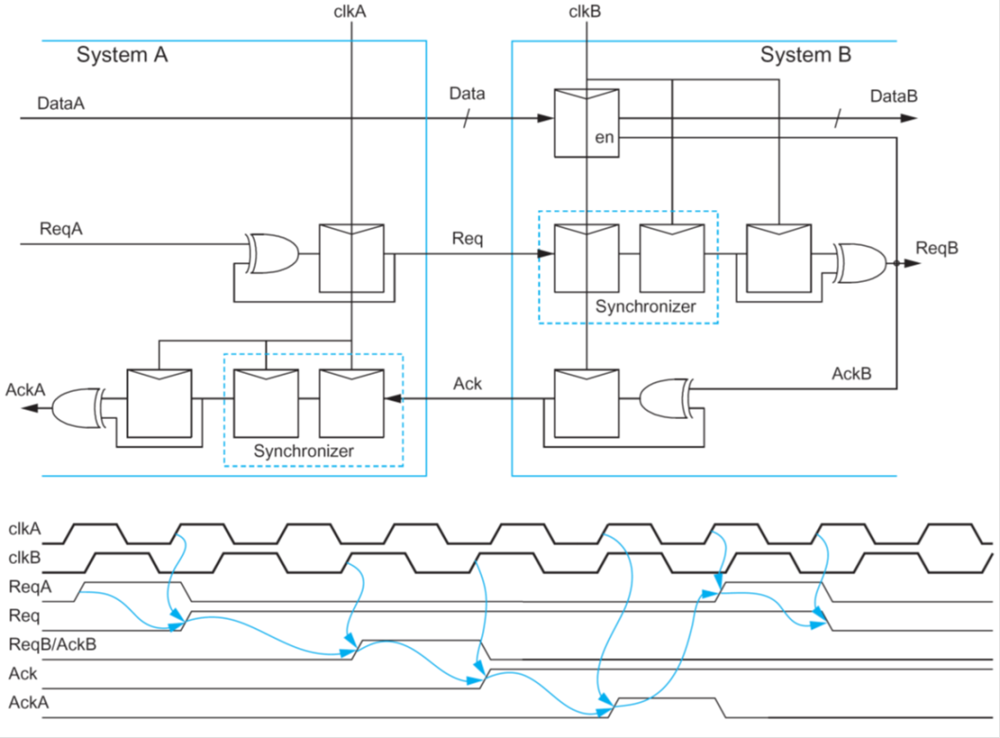 clkA
clkB
System A
System B
DataA
Data
DataB
en
ReqA
Req
ReqB
Synchronizer
AckA
Ack
AckB
Synchronizer
clkA
clkB
ReqA
Req
ReqB/AckB
Ack
AckA